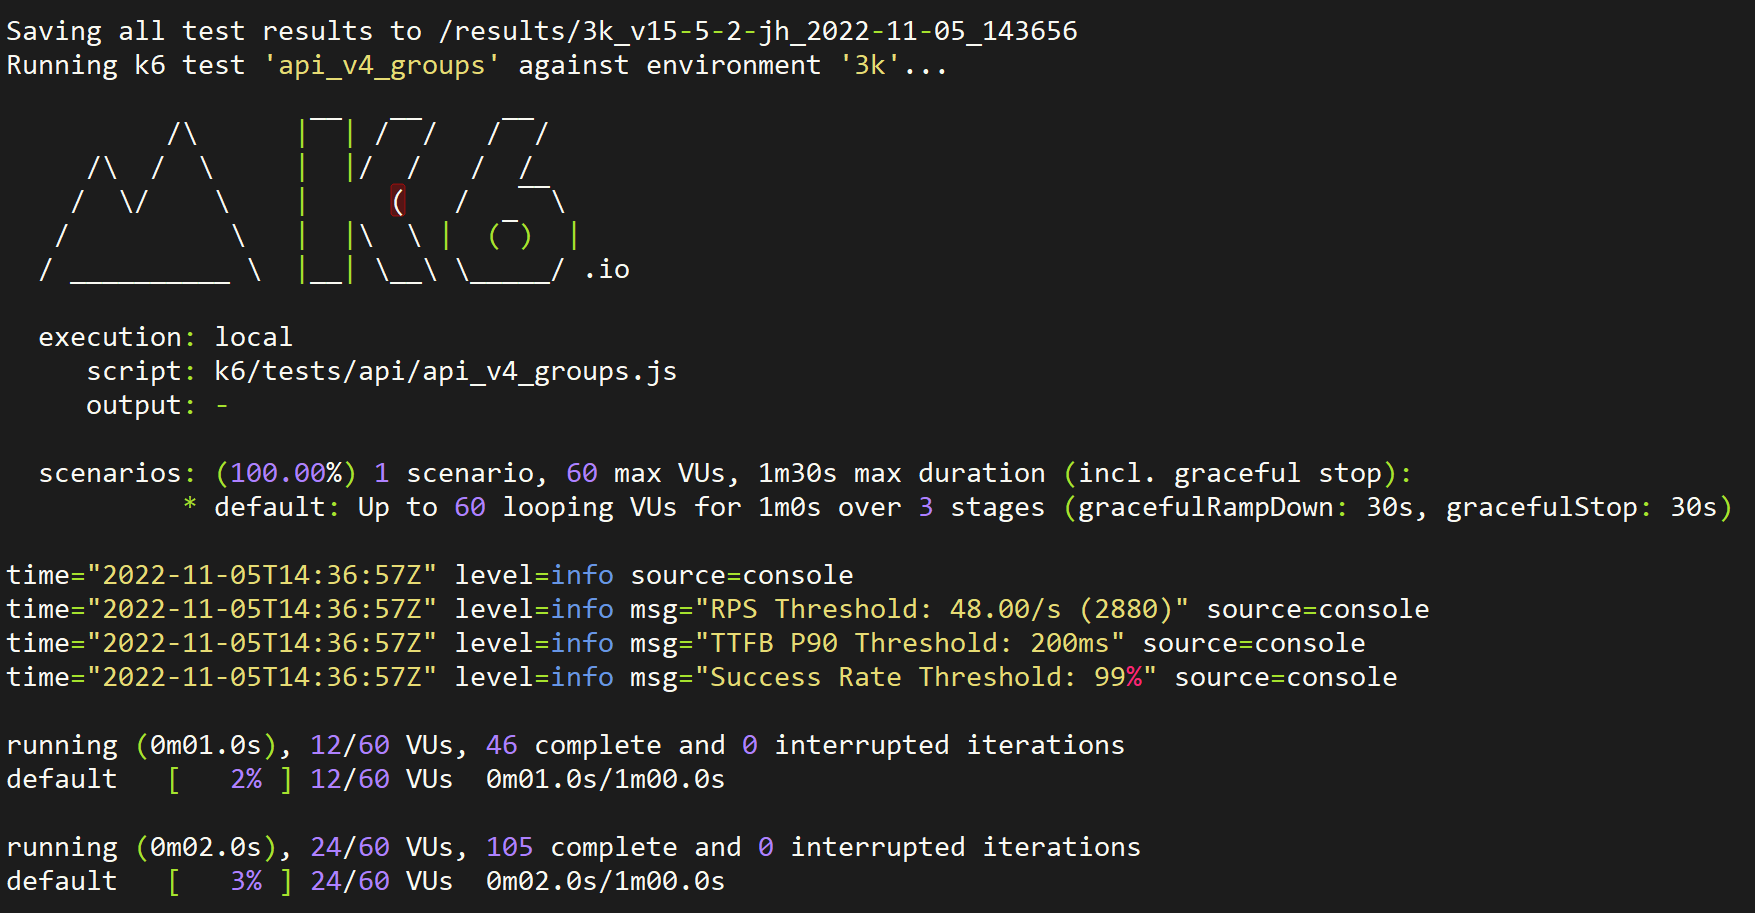 Saving all test results to /results/3k_v15-5-2-jh_2022-11-05_143656
Running k6 test 'api_v4_groups' against environment '3k'...
                   __   __     __
          /\      |  | /  /   /  /
     /\  /  \     |  |/  /   /  /
    /  \/    \    |     (   /   ‾‾\
   /          \   |  |\  \ |  (‾)  |
  / __________ \  |__| \__\ \_____/ .io
  execution: local
     script: k6/tests/api/api_v4_groups.js
     output: -
  scenarios: (100.00%) 1 scenario, 60 max VUs, 1m30s max duration (incl. graceful stop):
           * default: Up to 60 looping VUs for 1m0s over 3 stages (gracefulRampDown: 30s, gracefulStop: 30s)
time="2022-11-05T14:36:57Z" level=info source=console
time="2022-11-05T14:36:57Z" level=info msg="RPS Threshold: 48.00/s (2880)" source=console
time="2022-11-05T14:36:57Z" level=info msg="TTFB P90 Threshold: 200ms" source=console
time="2022-11-05T14:36:57Z" level=info msg="Success Rate Threshold: 99%" source=console
running (0m01.0s), 12/60 VUs, 46 complete and 0 interrupted iterations
default   [   2% ] 12/60 VUs  0m01.0s/1m00.0s
running (0m02.0s), 24/60 VUs, 105 complete and 0 interrupted iterations
default   [   3% ] 24/60 VUs  0m02.0s/1m00.0s